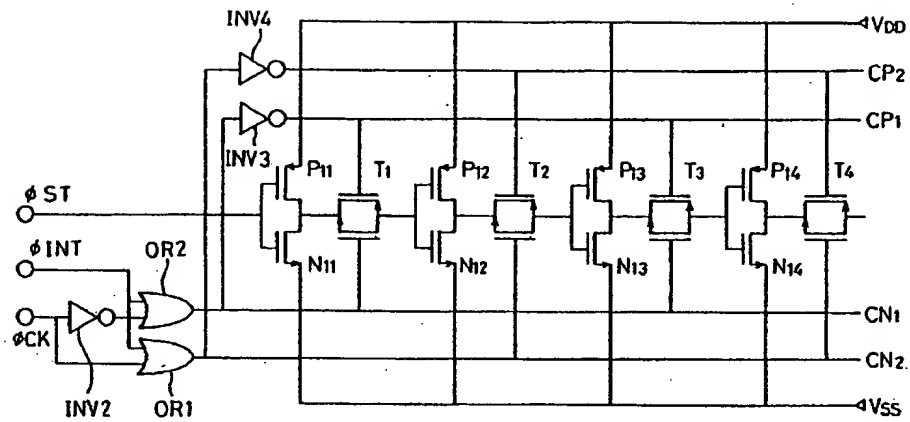 INV4
VDD
CP2
CP1
INV3
P11 T1 P12 T2 P13 T3 P14 T4
φST
φINT
OR2
N11 N12 N13 N14
φCK
CN1
CN2
INV2 OR1
VSS